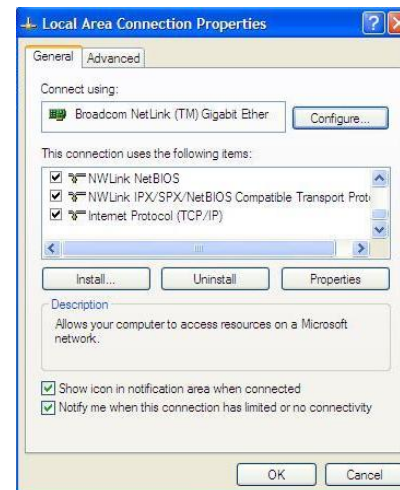 Local Area Connection Properties
General Advanced
Connect using:
Broadcom NetLink (TM) Gigabit Ether Configure...
This connection uses the following items:
NWLink NetBIOS
NWLink IPX/SPX/NetBIOS Compatible Transport Prot
Internet Protocol (TCP/IP)
Install... Uninstall Properties
Description
Allows your computer to access resources on a Microsoft
network.
Show icon in notification area when connected
Notify me when this connection has limited or no connectivity
OK Cancel